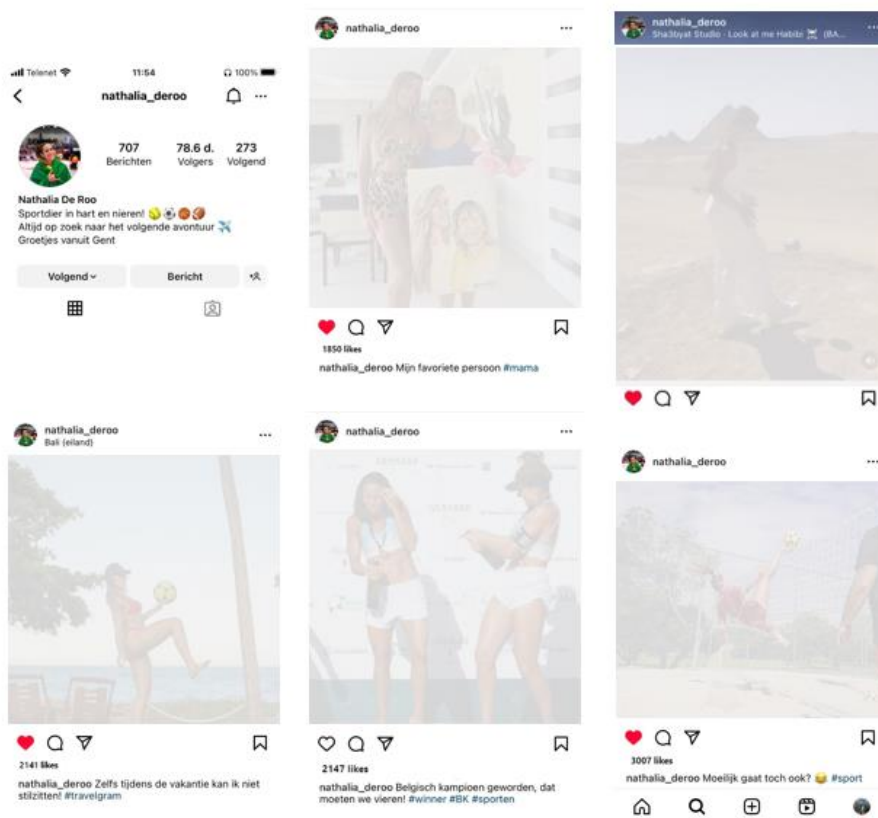 Telenet 11:54 100%
nathalia_deroo
707 78.6 d. 273
Berichten Volgers Volgend
Nathalia De Roo
Sportdier in hart en nieren! 🥎⚽🏀🏈
Altijd op zoek naar het volgende avontuur ✈️
Groetjes vanuit Gent
Volgend Bericht
nathalia_deroo
1850 likes
nathalia_deroo Mijn favoriete persoon #mama
nathalia_deroo
Sha3byat Studio · Look at me Habibi (BA...
nathalia_deroo
Bali (eiland)
2141 likes
nathalia_deroo Zelfs tijdens de vakantie kan ik niet
stilzitten! #travelgram
nathalia_deroo
2147 likes
nathalia_deroo Belgisch kampioen geworden, dat
moeten we vieren! #winner #BK #sporten
nathalia_deroo
3007 likes
nathalia_deroo Moeilijk gaat toch ook? 😂 #sport